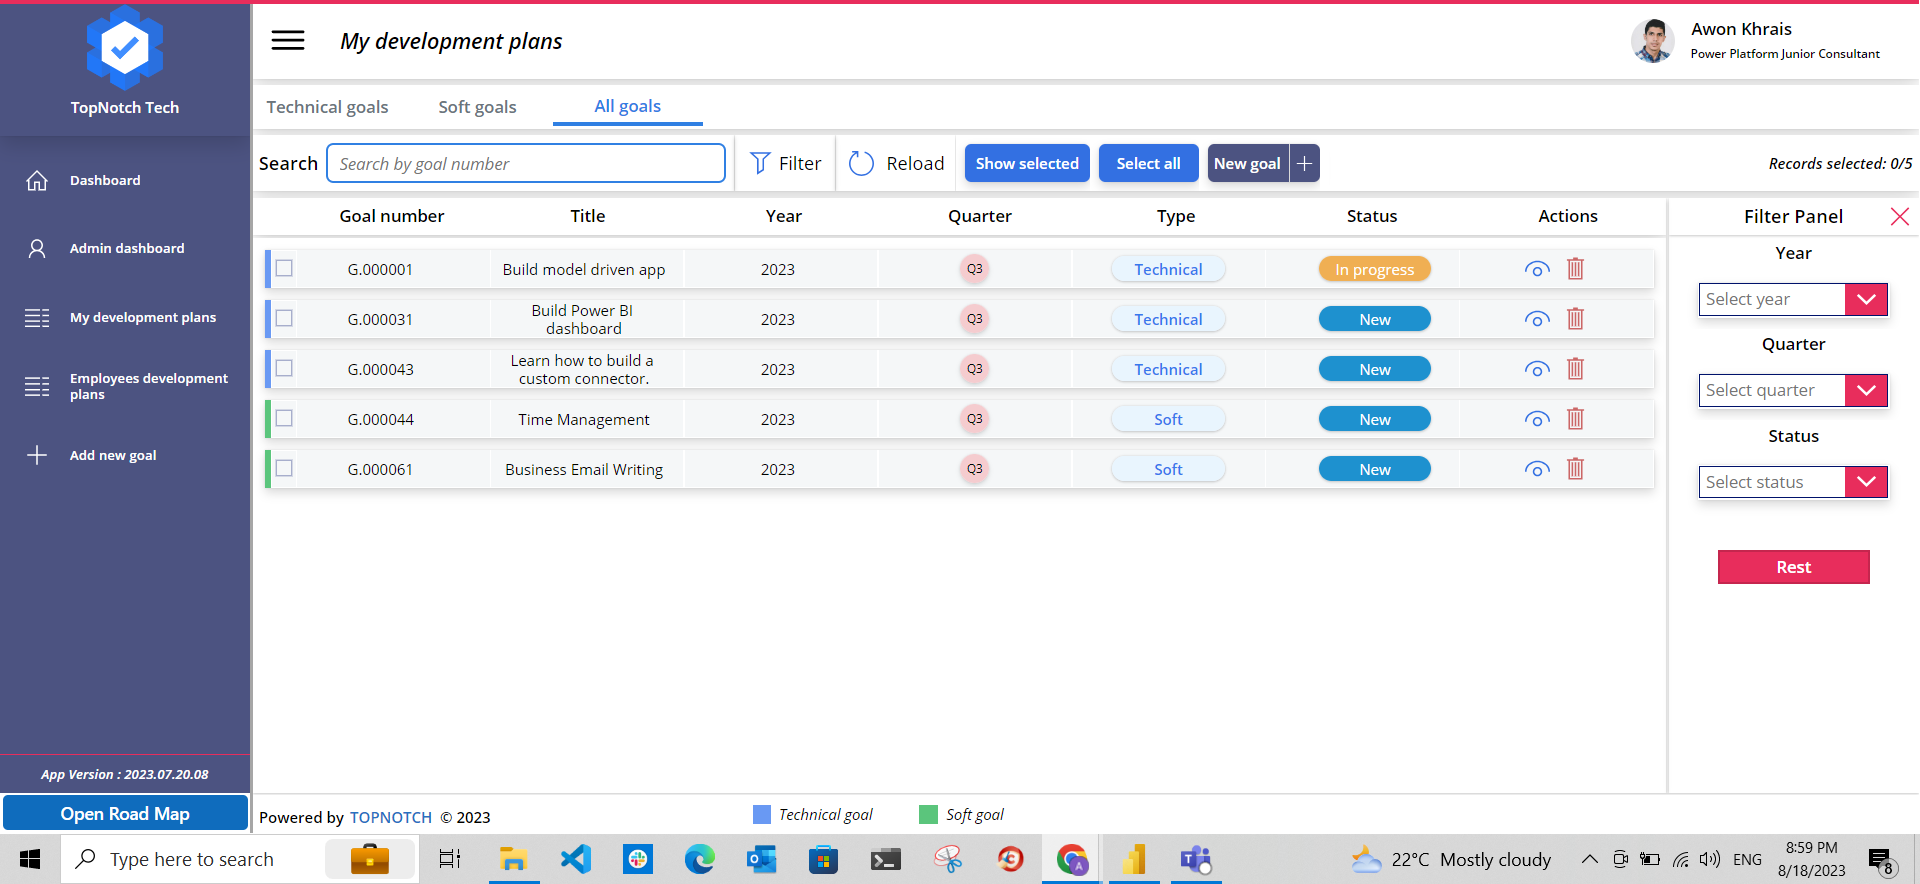 TopNotch Tech
Dashboard
Admin dashboard
My development plans
Employees development
plans
Add new goal
App Version : 2023.07.20.08
Open Road Map
My development plans
Awon Khrais
Power Platform Junior Consultant
Technical goals Soft goals All goals
Search Search by goal number Filter Reload Show selected Select all New goal Records selected: 0/5
Goal number Title Year Quarter Type Status Actions
G.000001 Build model driven app 2023 Q3 Technical In progress
G.000031 Build Power BI
dashboard 2023 Q3 Technical New
G.000043 Learn how to build a
custom connector. 2023 Q3 Technical New
G.000044 Time Management 2023 Q3 Soft New
G.000061 Business Email Writing 2023 Q3 Soft New
Filter Panel
Year
Select year
Quarter
Select quarter
Status
Select status
Rest
Powered by TOPNOTCH © 2023 Technical goal Soft goal
Type here to search 22°C Mostly cloudy ENG 8:59 PM
8/18/2023 8